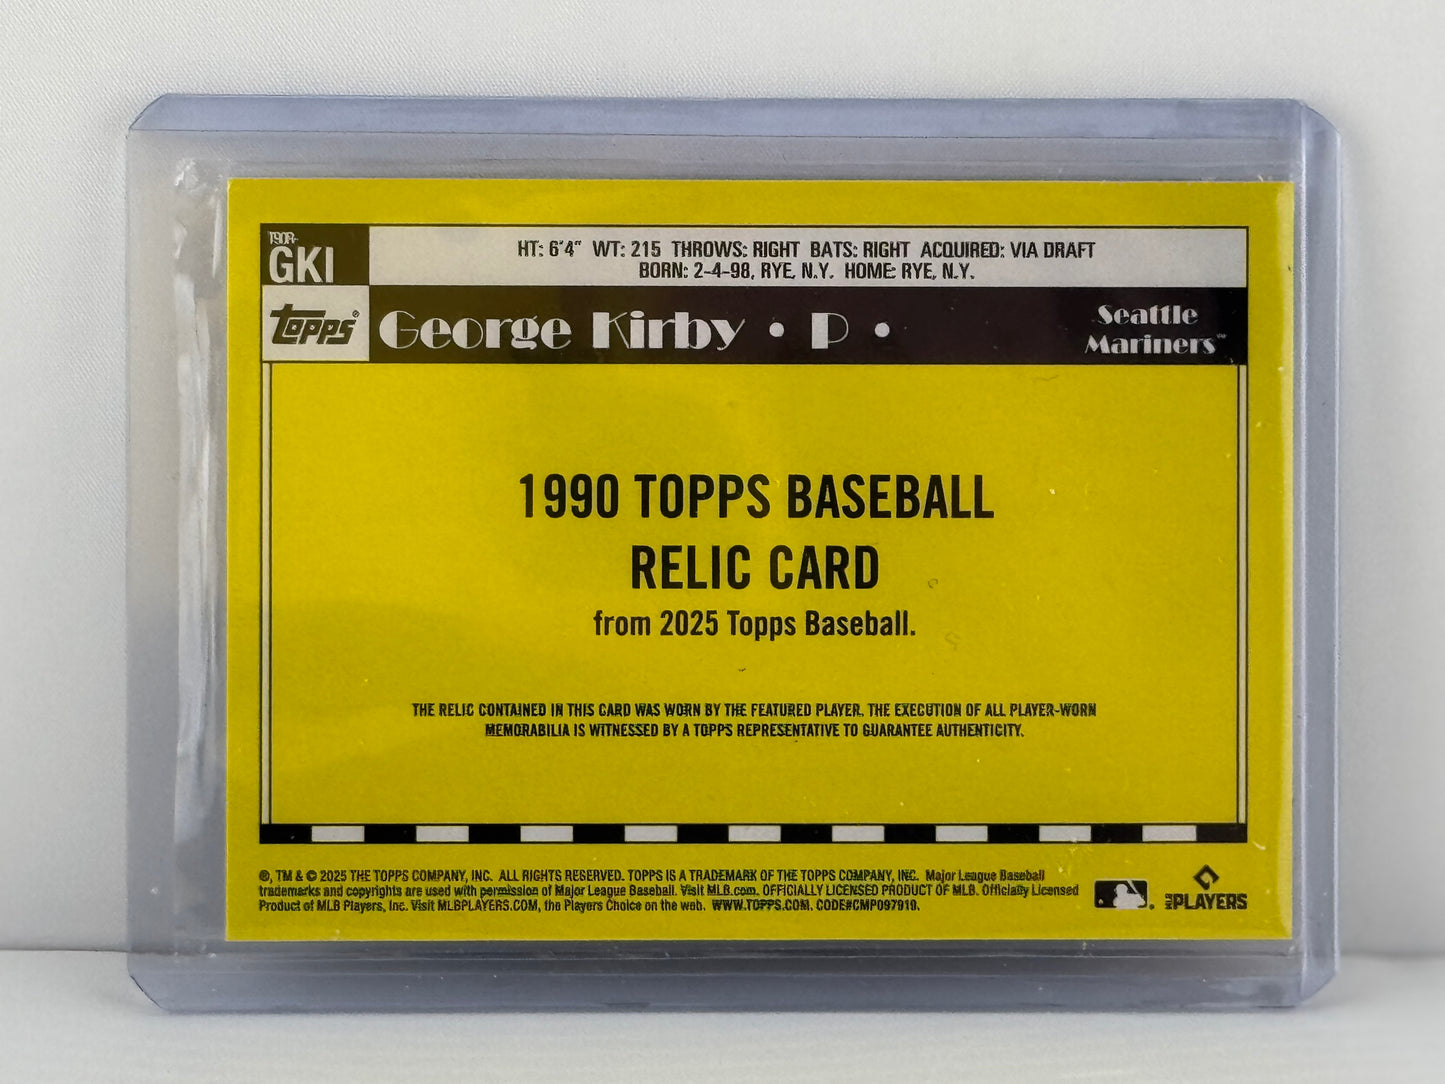 T90R-
GKI
HT: 6'4" WT: 215 THROWS: RIGHT BATS: RIGHT ACQUIRED: VIA DRAFT
BORN: 2-4-98, RYE, N.Y. HOME: RYE, N.Y.
Topps®
George Kirby • P •
Seattle
Mariners™
1990 TOPPS BASEBALL
RELIC CARD
from 2025 Topps Baseball.
THE RELIC CONTAINED IN THIS CARD WAS WORN BY THE FEATURED PLAYER. THE EXECUTION OF ALL PLAYER-WORN
MEMORABILIA IS WITNESSED BY A TOPPS REPRESENTATIVE TO GUARANTEE AUTHENTICITY.
®, TM & © 2025 THE TOPPS COMPANY, INC. ALL RIGHTS RESERVED. TOPPS IS A TRADEMARK OF THE TOPPS COMPANY, INC. Major League Baseball
trademarks and copyrights are used with permission of Major League Baseball. Visit MLB.com. OFFICIALLY LICENSED PRODUCT OF MLB. Officially Licensed
Product of MLB Players, Inc. Visit MLBPLAYERS.COM, the Players Choice on the web. WWW.TOPPS.COM. CODE#CMP097919.
MLB PLAYERS